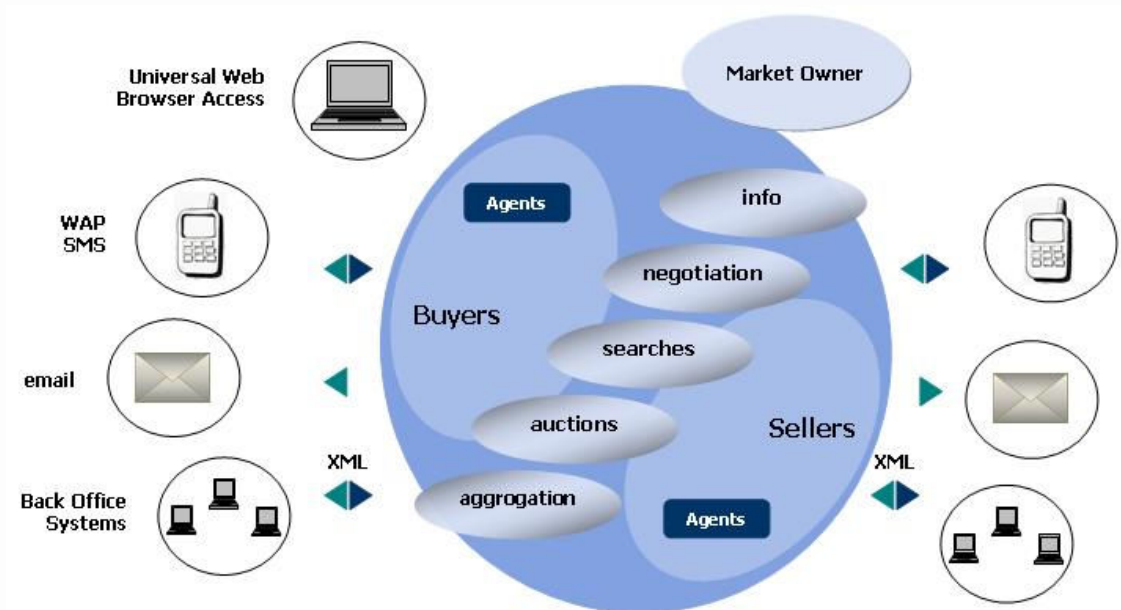 Universal Web
Browser Access
Market Owner
Agents
info
WAP
SMS
negotiation
Buyers
searches
email
auctions
Sellers
XML
XML
aggrogation
Back Office
Systems
Agents